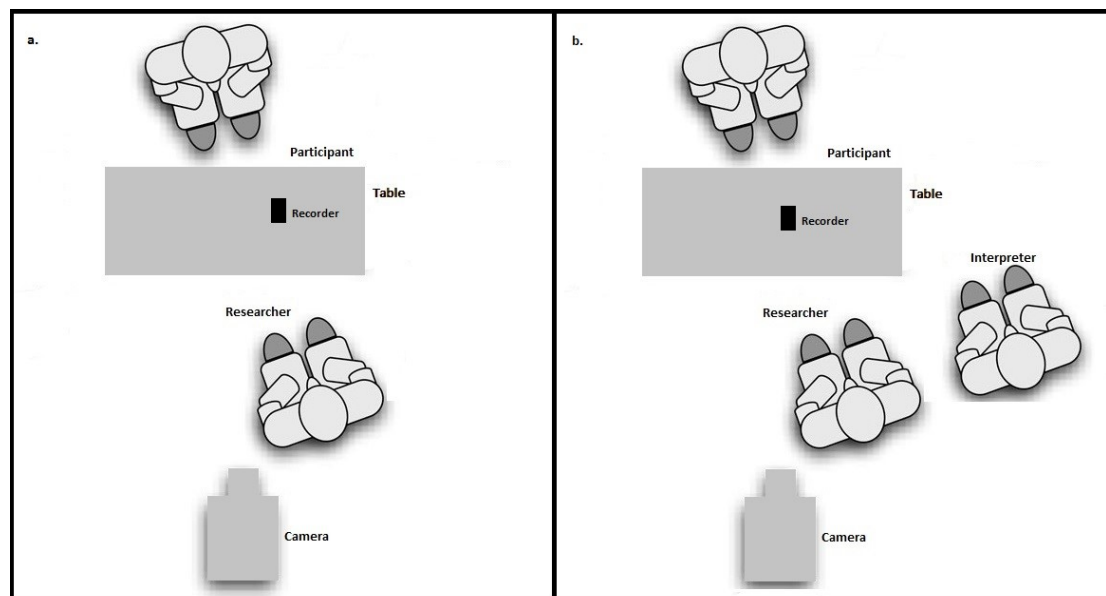 a.
Participant
Table
Recorder
Researcher
Camera
b.
Participant
Table
Recorder
Interpreter
Researcher
Camera